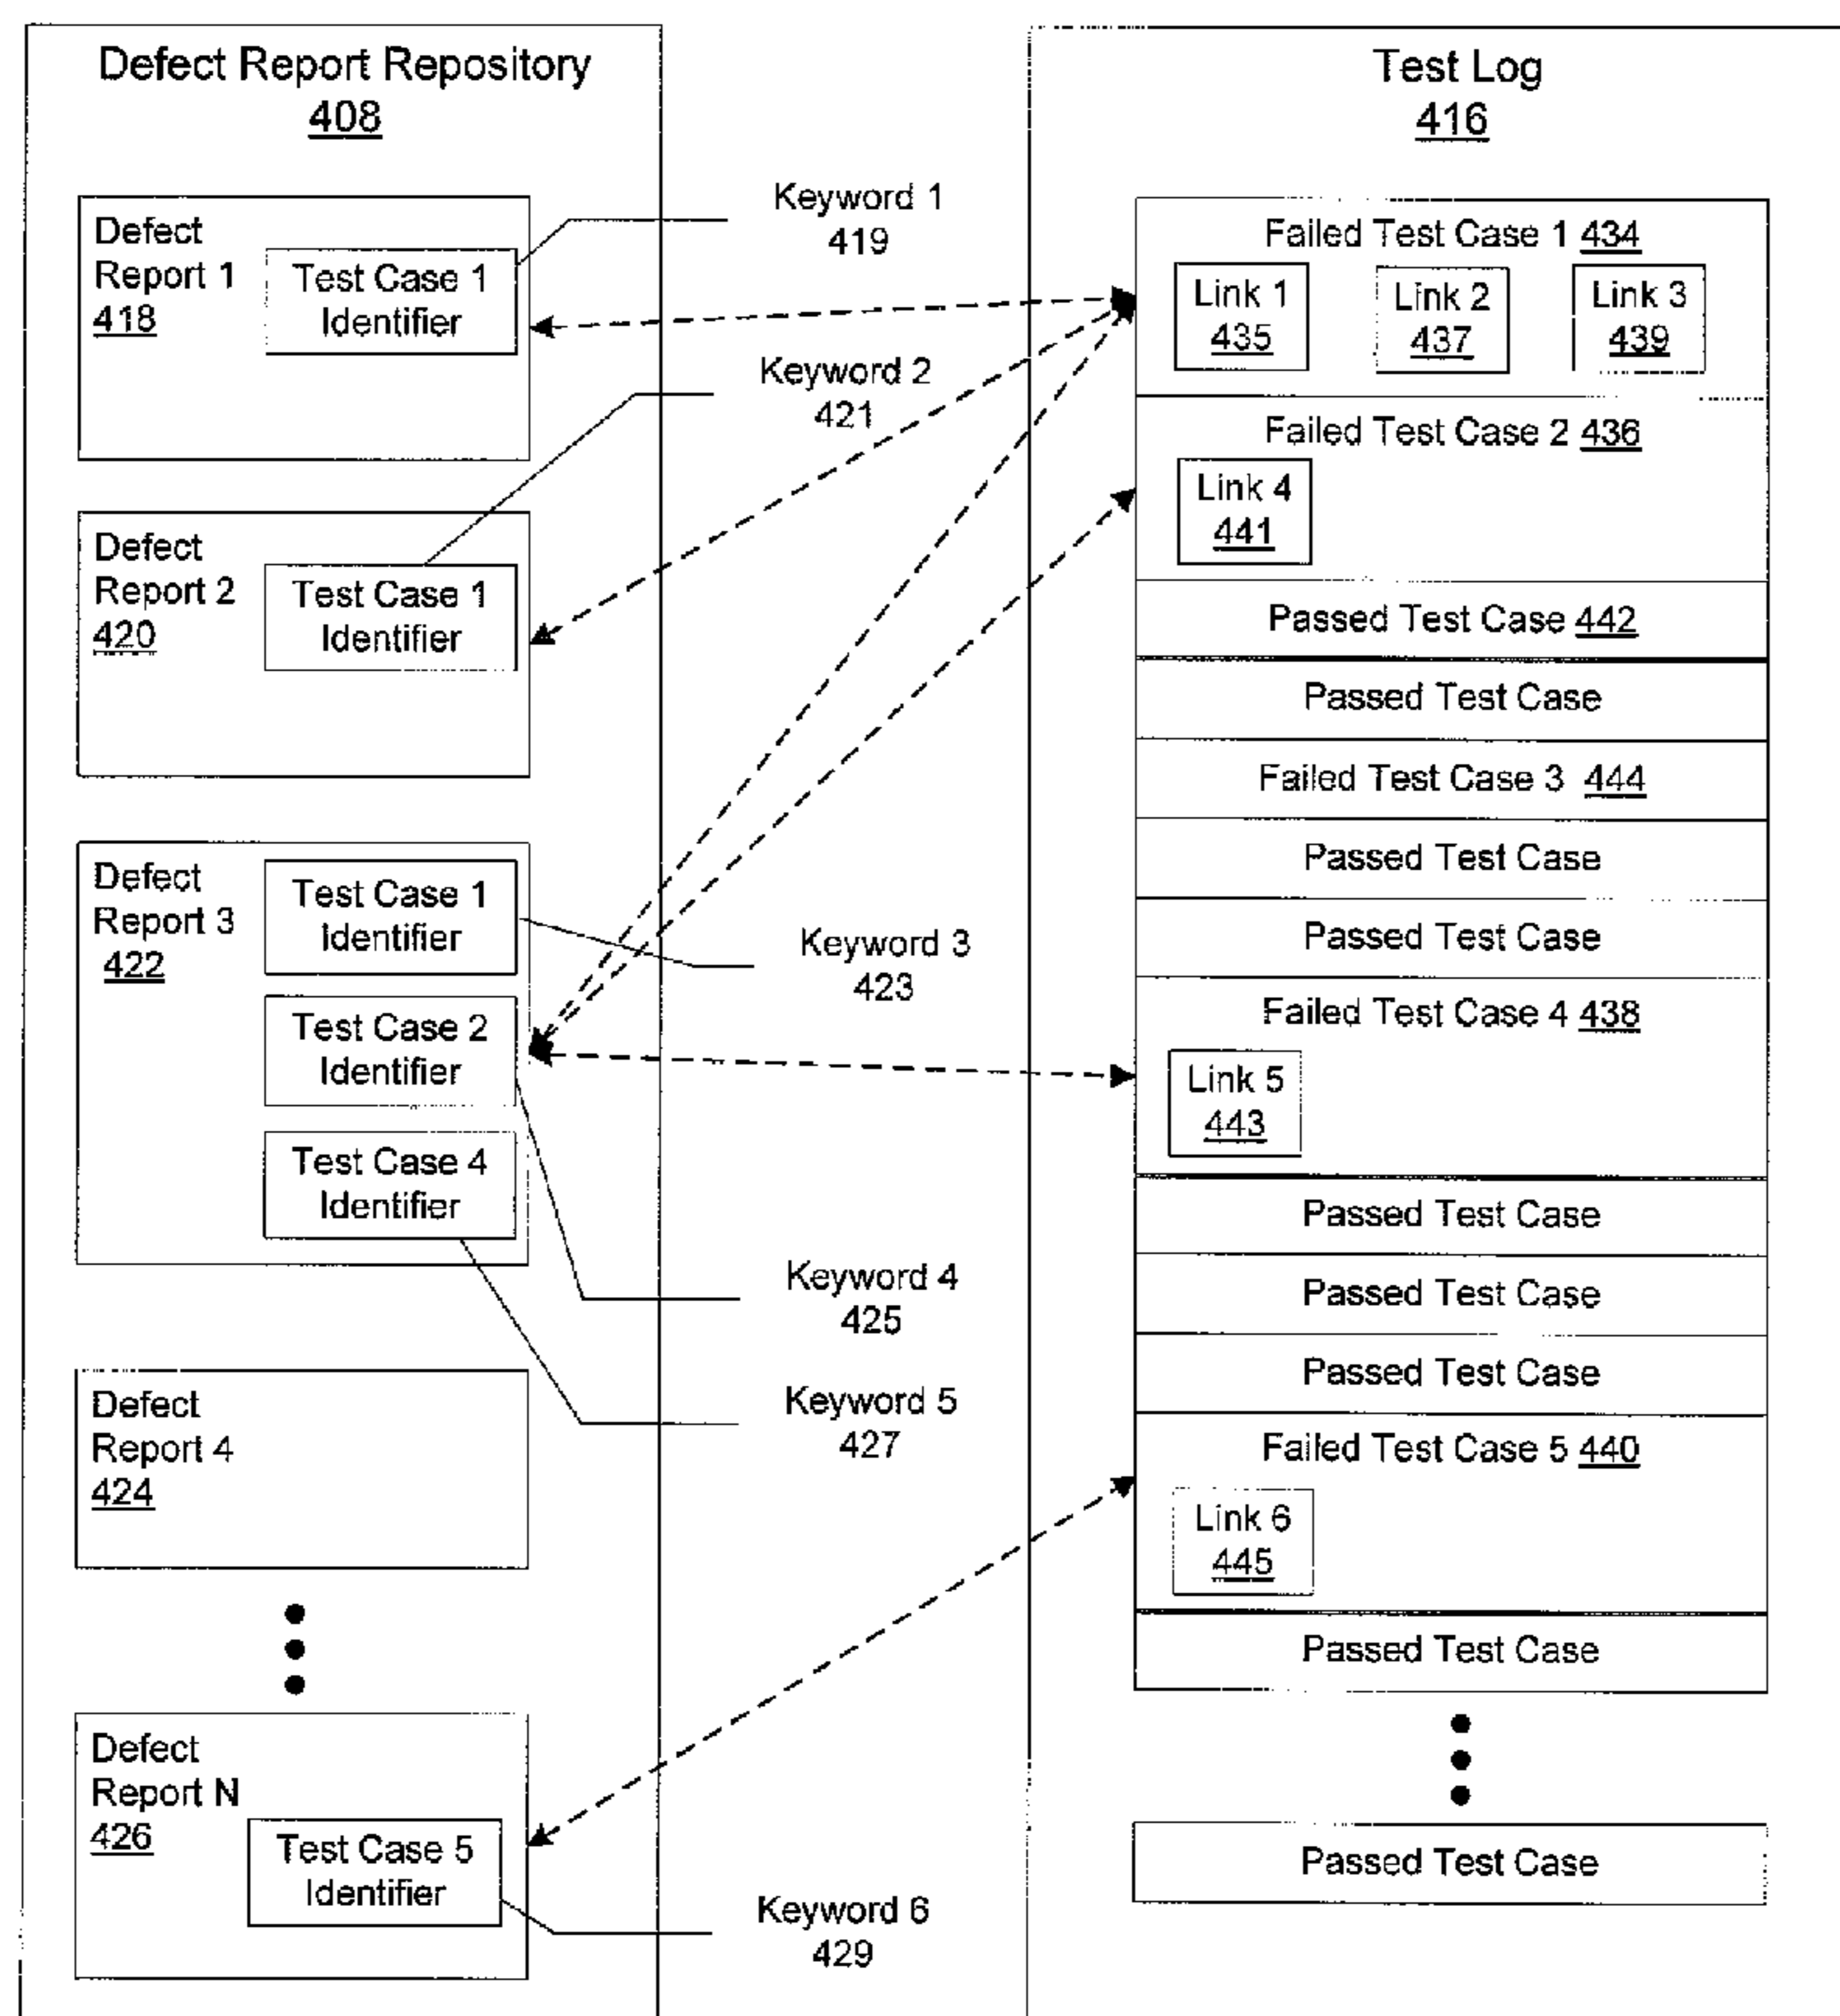 Defect Report Repository
408
Defect
Report 1
418
Test Case 1
Identifier
Defect
Report 2
420
Test Case 1
Identifier
Defect
Report 3
422
Test Case 1
Identifier
Test Case 2
Identifier
Test Case 4
Identifier
Defect
Report 4
424
Defect
Report N
426
Test Case 5
Identifier
Keyword 1
419
Keyword 2
421
Keyword 3
423
Keyword 4
425
Keyword 5
427
Keyword 6
429
Test Log
416
Failed Test Case 1 434
Link 1
435
Link 2
437
Link 3
439
Failed Test Case 2 436
Link 4
441
Passed Test Case 442
Passed Test Case
Failed Test Case 3 444
Passed Test Case
Passed Test Case
Failed Test Case 4 438
Link 5
443
Passed Test Case
Passed Test Case
Passed Test Case
Failed Test Case 5 440
Link 6
445
Passed Test Case
Passed Test Case